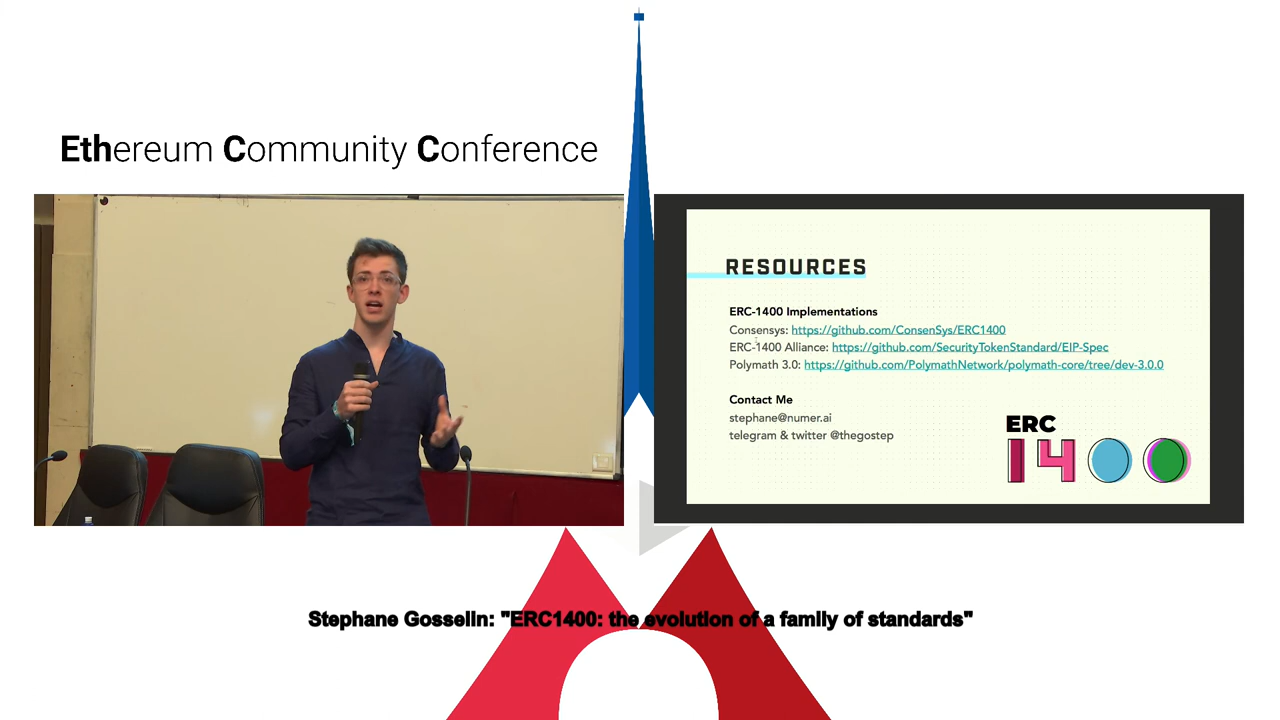 Ethereum Community Conference
RESOURCES
ERC-1400 Implementations
Consensys: https://github.com/ConsenSys/ERC1400
ERC-1400 Alliance: https://github.com/SecurityTokenStandard/EIP-Spec
Polymath 3.0: https://github.com/PolymathNetwork/polymath-core/tree/dev-3.0.0
Contact Me
stephane@numer.ai
telegram & twitter @thegostep
ERC
1400
Stephane Gosselin: "ERC1400: the evolution of a family of standards"